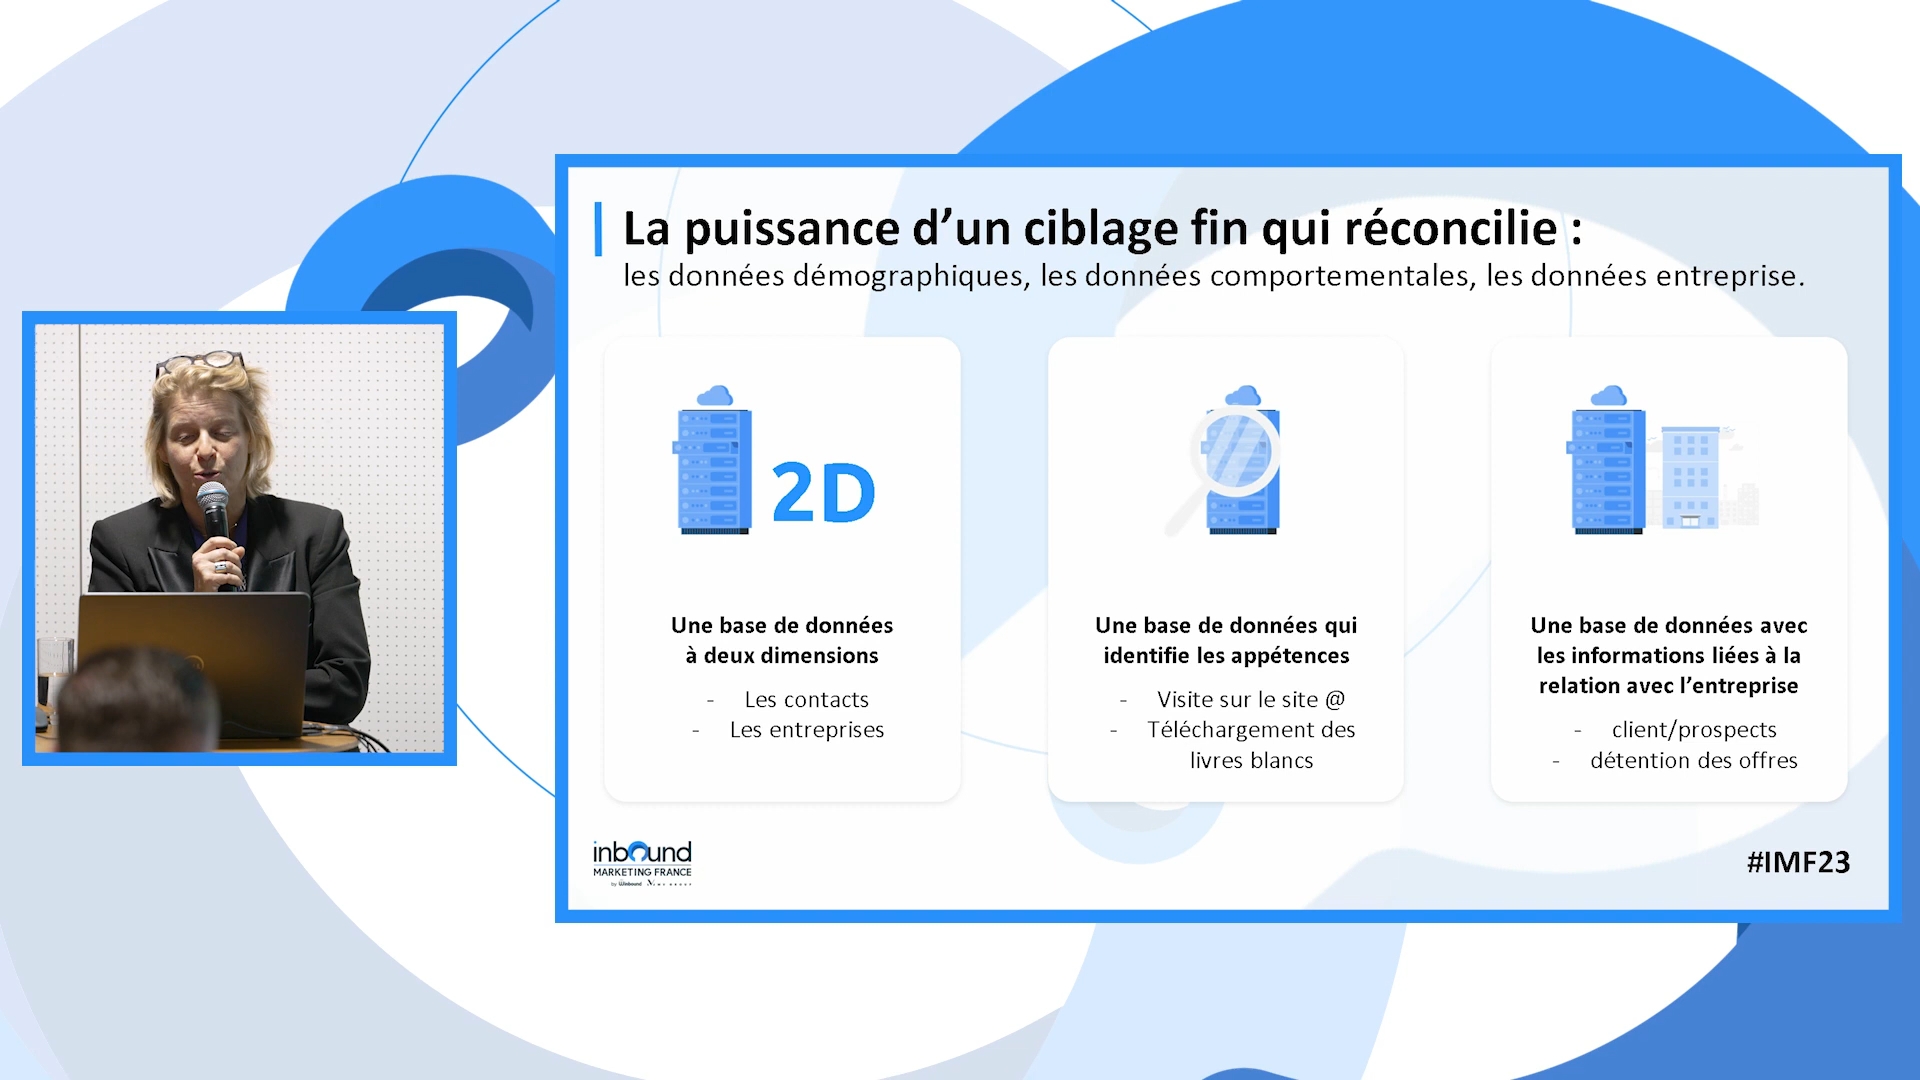 La puissance d’un ciblage fin qui réconcilie :
les données démographiques, les données comportementales, les données entreprise.
2D
Une base de données
à deux dimensions
- Les contacts
- Les entreprises
Une base de données qui
identifie les appétences
- Visite sur le site @
- Téléchargement des
livres blancs
Une base de données avec
les informations liées à la
relation avec l’entreprise
- client/prospects
- détention des offres
inbound
MARKETING FRANCE
#IMF23